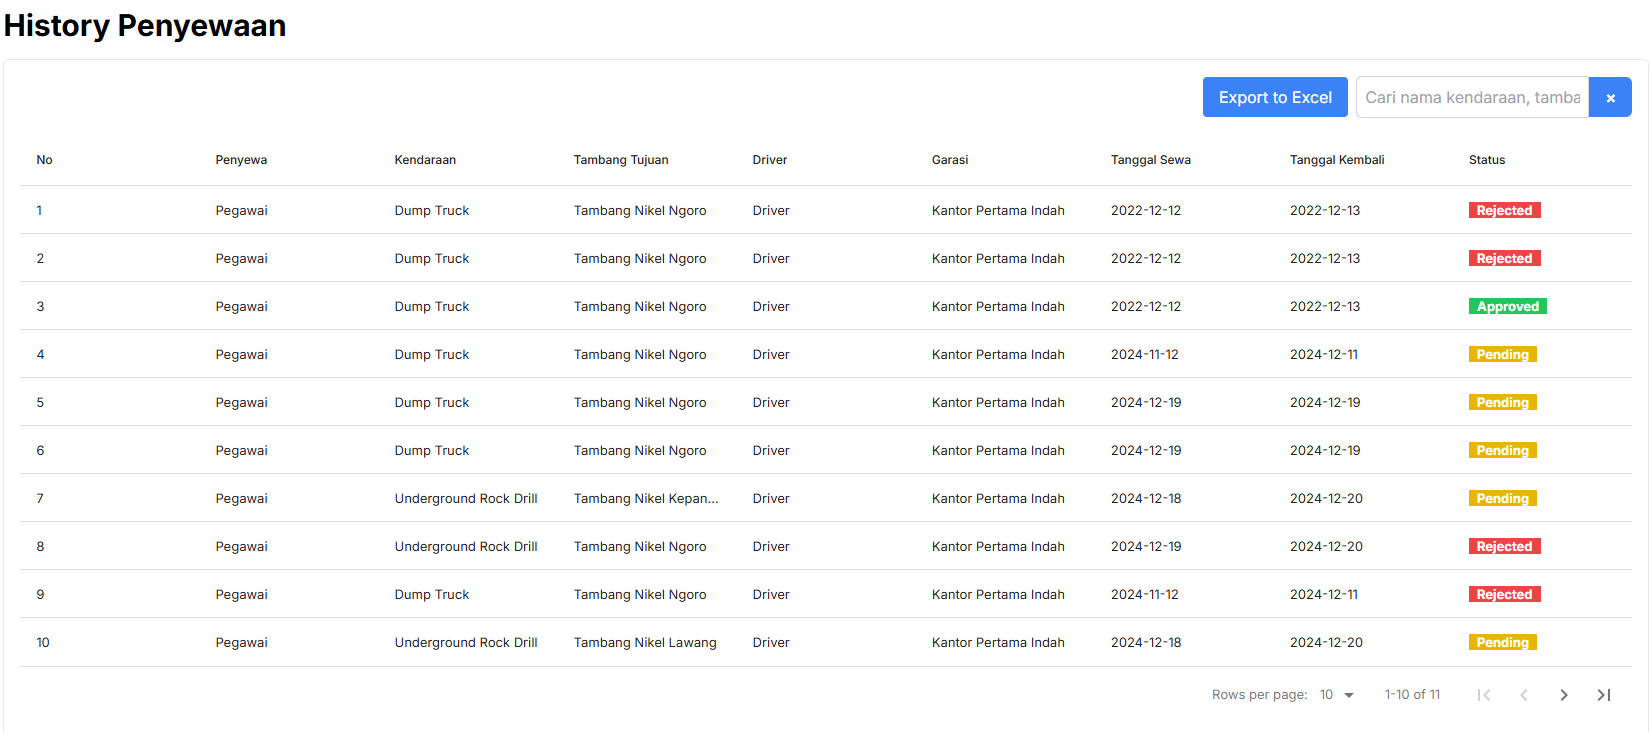 History Penyewaan
Export to Excel Cari nama kendaraan, tamba ×
No Penyewa Kendaraan Tambang Tujuan Driver Garasi Tanggal Sewa Tanggal Kembali Status
1 Pegawai Dump Truck Tambang Nikel Ngoro Driver Kantor Pertama Indah 2022-12-12 2022-12-13 Rejected
2 Pegawai Dump Truck Tambang Nikel Ngoro Driver Kantor Pertama Indah 2022-12-12 2022-12-13 Rejected
3 Pegawai Dump Truck Tambang Nikel Ngoro Driver Kantor Pertama Indah 2022-12-12 2022-12-13 Approved
4 Pegawai Dump Truck Tambang Nikel Ngoro Driver Kantor Pertama Indah 2024-11-12 2024-12-11 Pending
5 Pegawai Dump Truck Tambang Nikel Ngoro Driver Kantor Pertama Indah 2024-12-19 2024-12-19 Pending
6 Pegawai Dump Truck Tambang Nikel Ngoro Driver Kantor Pertama Indah 2024-12-19 2024-12-19 Pending
7 Pegawai Underground Rock Drill Tambang Nikel Kepan... Driver Kantor Pertama Indah 2024-12-18 2024-12-20 Pending
8 Pegawai Underground Rock Drill Tambang Nikel Ngoro Driver Kantor Pertama Indah 2024-12-19 2024-12-20 Rejected
9 Pegawai Dump Truck Tambang Nikel Ngoro Driver Kantor Pertama Indah 2024-11-12 2024-12-11 Rejected
10 Pegawai Underground Rock Drill Tambang Nikel Lawang Driver Kantor Pertama Indah 2024-12-18 2024-12-20 Pending
Rows per page: 10 1-10 of 11